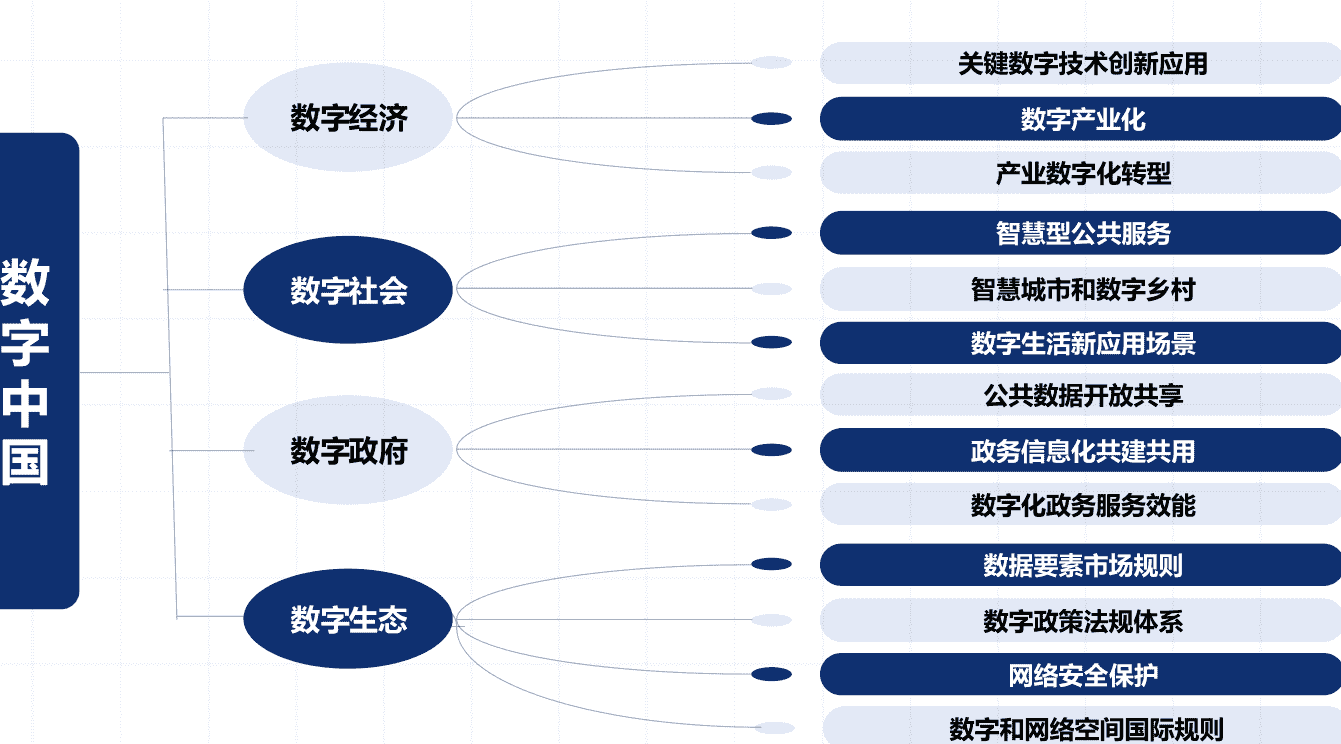 数字中国
数字经济
关键数字技术创新应用
数字产业化
产业数字化转型
数字社会
智慧型公共服务
智慧城市和数字乡村
数字生活新应用场景
数字政府
公共数据开放共享
政务信息化共建共用
数字化政务服务效能
数字生态
数据要素市场规则
数字政策法规体系
网络安全保护
数字和网络空间国际规则